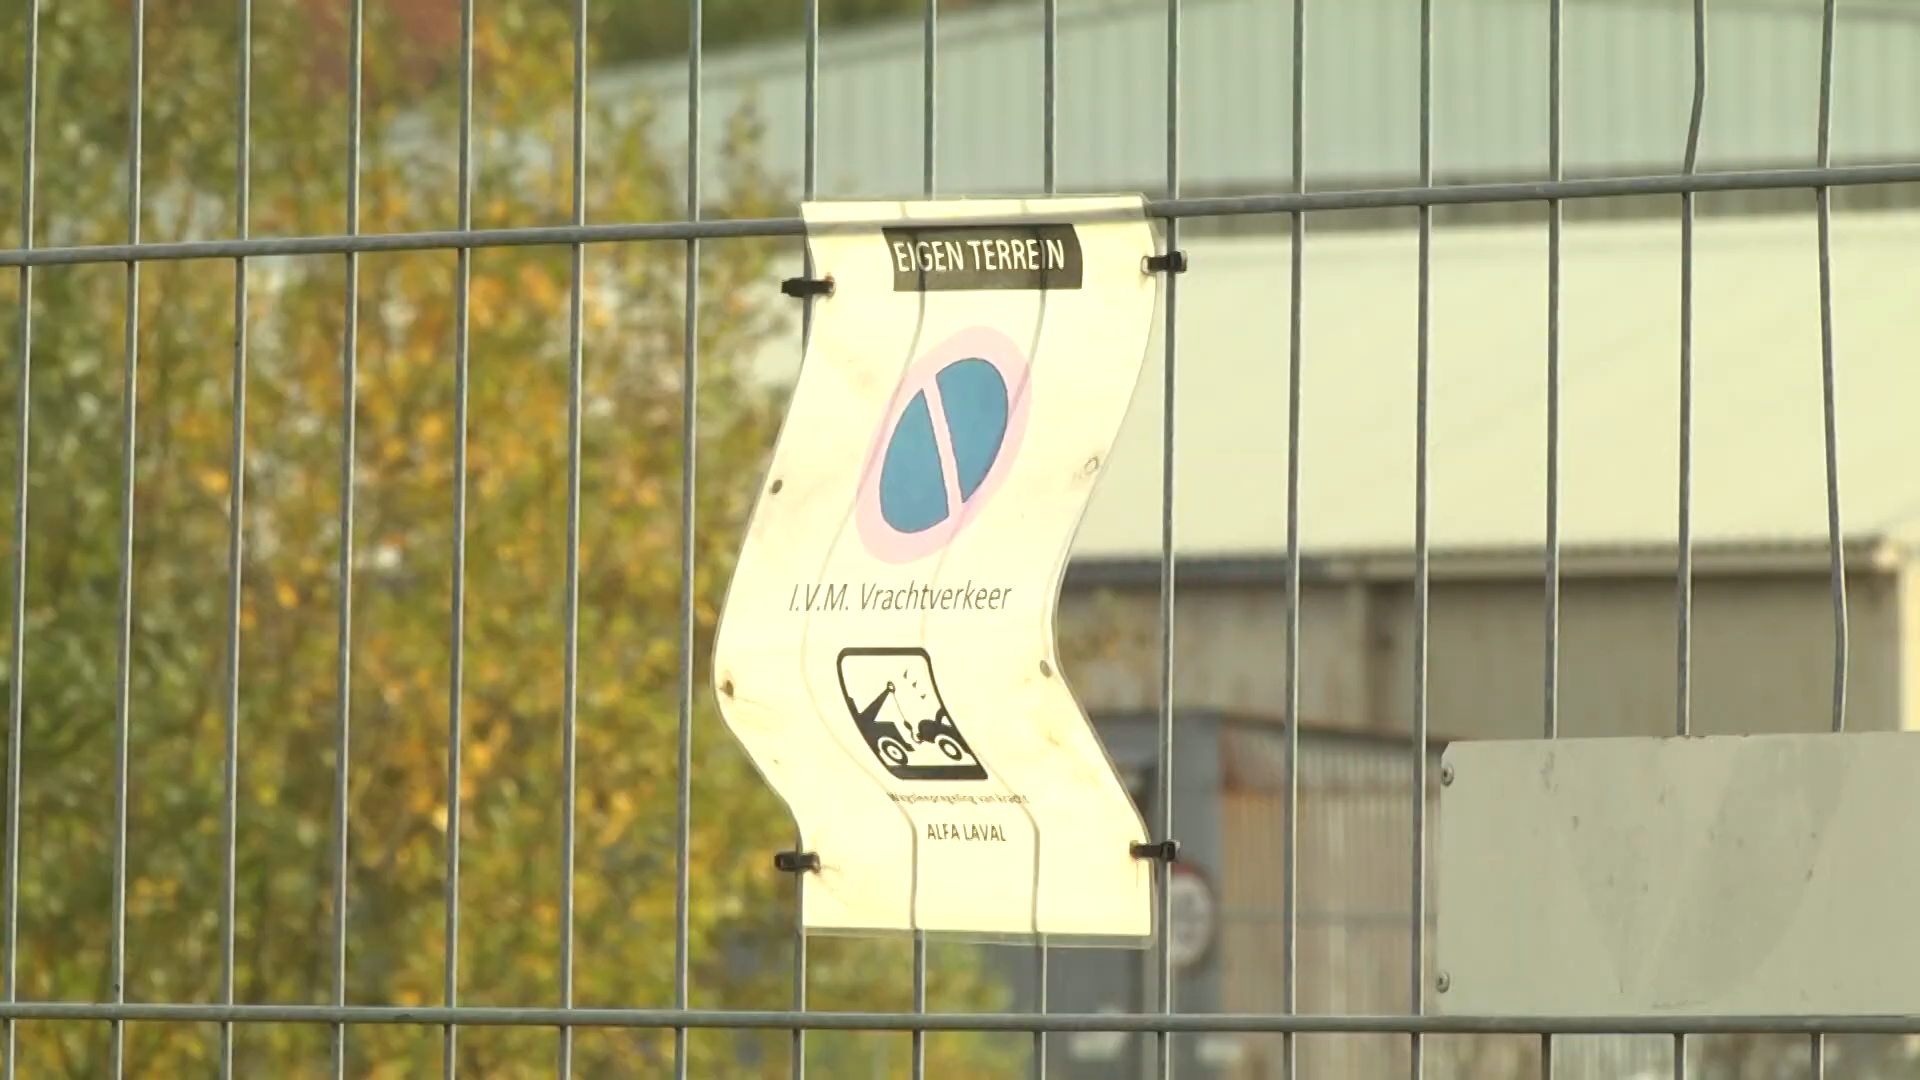 EIGEN TERREIN
I.V.M. Vrachtverkeer
Wegsleepregeling van kracht
ALFA LAVAL